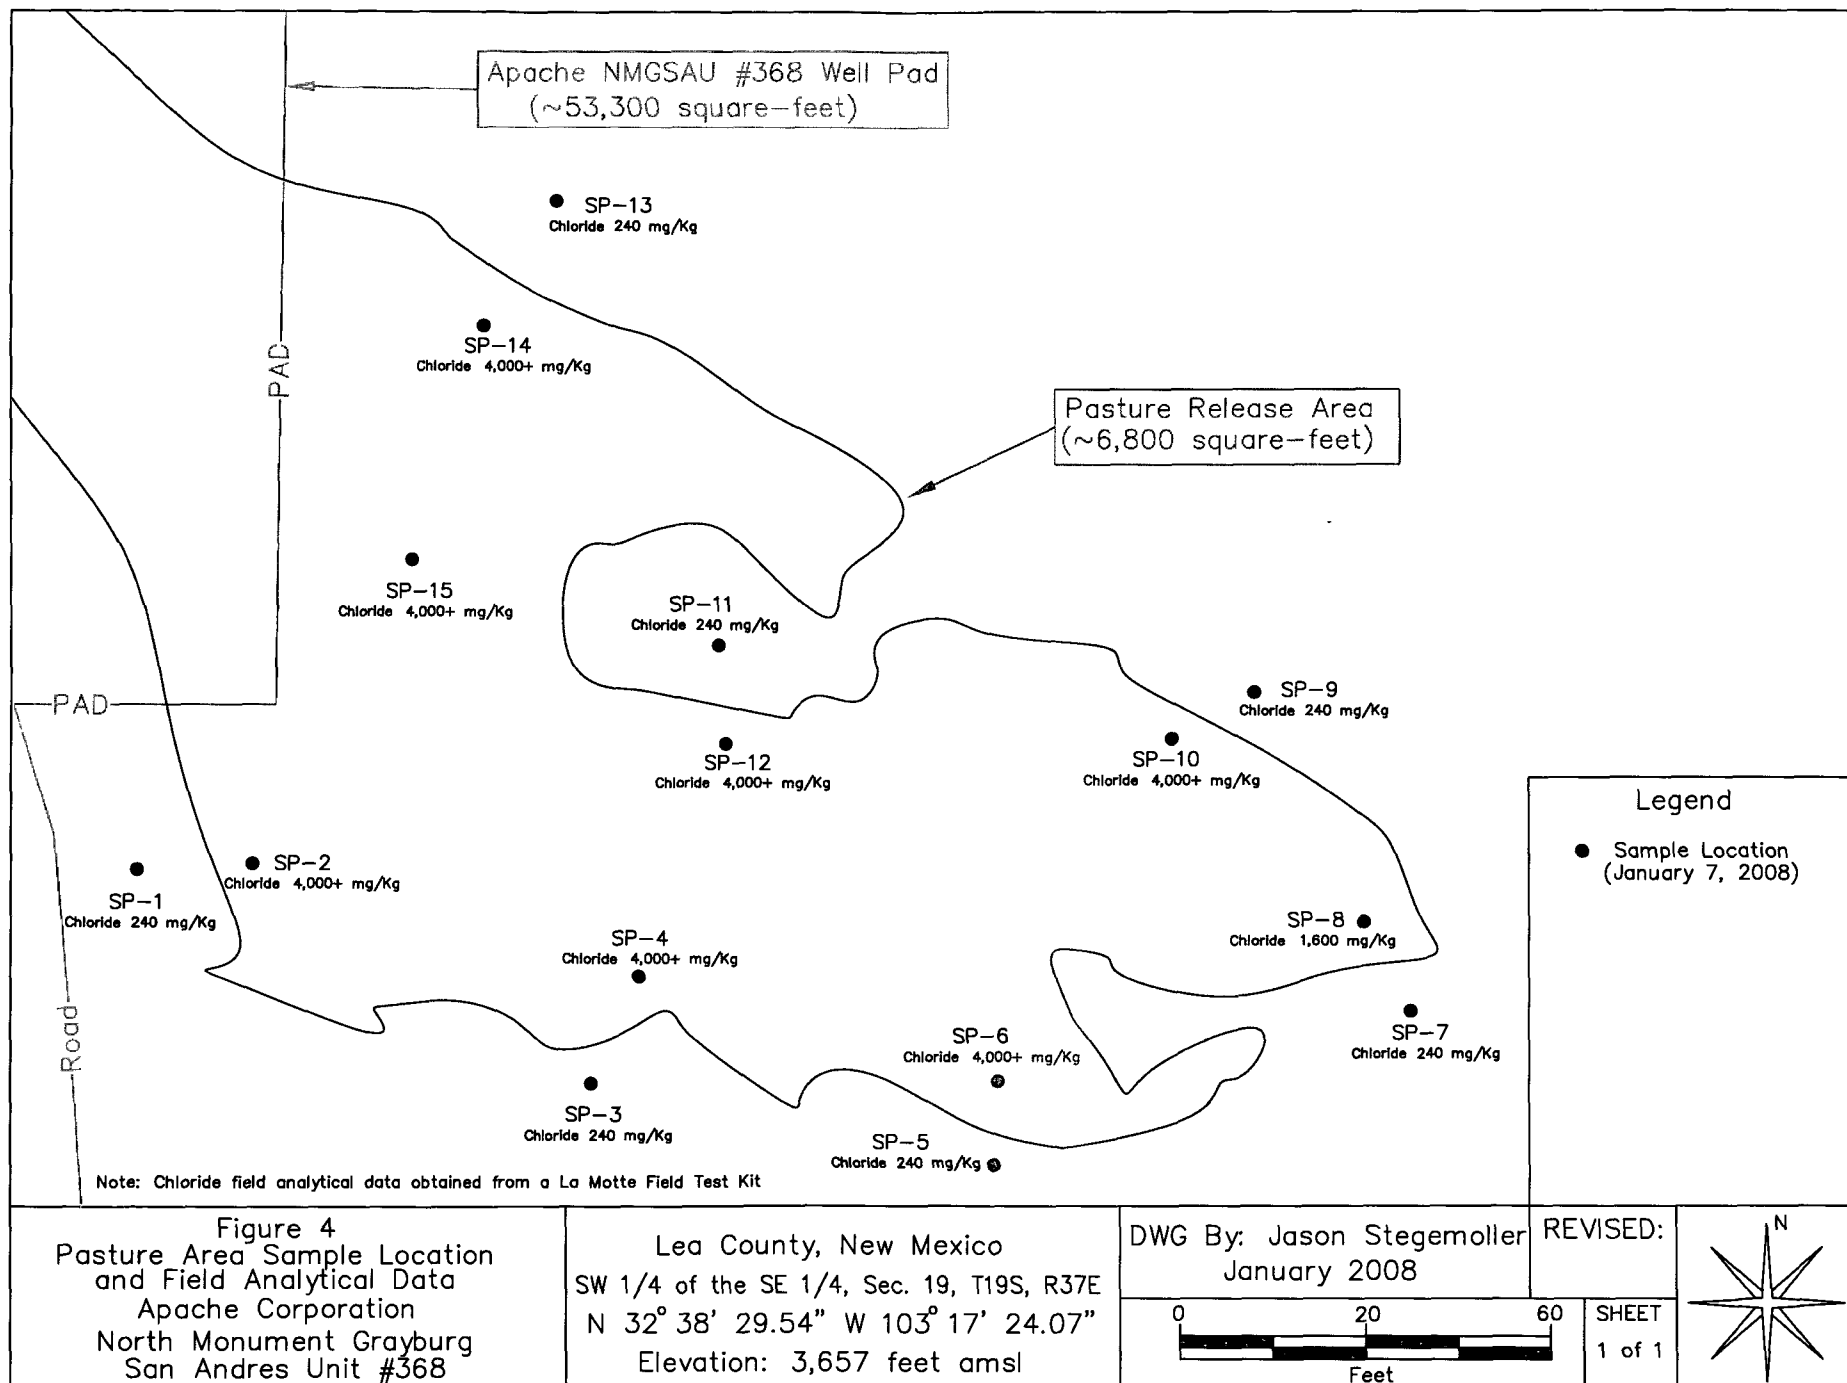 Apache NMGSAU #368 Well Pad
(~53,300 square-feet)
SP-13
Chloride 240 mg/Kg
SP-14
Chloride 4,000+ mg/Kg
PAD
Pasture Release Area
(~6,800 square-feet)
SP-15
Chloride 4,000+ mg/Kg
SP-11
Chloride 240 mg/Kg
PAD
SP-9
Chloride 240 mg/Kg
SP-12
Chloride 4,000+ mg/Kg
SP-10
Chloride 4,000+ mg/Kg
Legend
Sample Location
(January 7, 2008)
SP-2
Chloride 4,000+ mg/Kg
SP-1
Chloride 240 mg/Kg
SP-8
Chloride 1,600 mg/Kg
SP-4
Chloride 4,000+ mg/Kg
Road
SP-7
Chloride 240 mg/Kg
SP-6
Chloride 4,000+ mg/Kg
SP-3
Chloride 240 mg/Kg
SP-5
Chloride 240 mg/Kg
Note: Chloride field analytical data obtained from a La Motte Field Test Kit
Figure 4
Pasture Area Sample Location
and Field Analytical Data
Apache Corporation
North Monument Grayburg
San Andres Unit #368
Lea County, New Mexico
SW 1/4 of the SE 1/4, Sec. 19, T19S, R37E
N 32° 38' 29.54" W 103° 17' 24.07"
Elevation: 3,657 feet amsl
DWG By: Jason Stegemoller
January 2008
REVISED:
0 20 60
Feet
SHEET
1 of 1
N